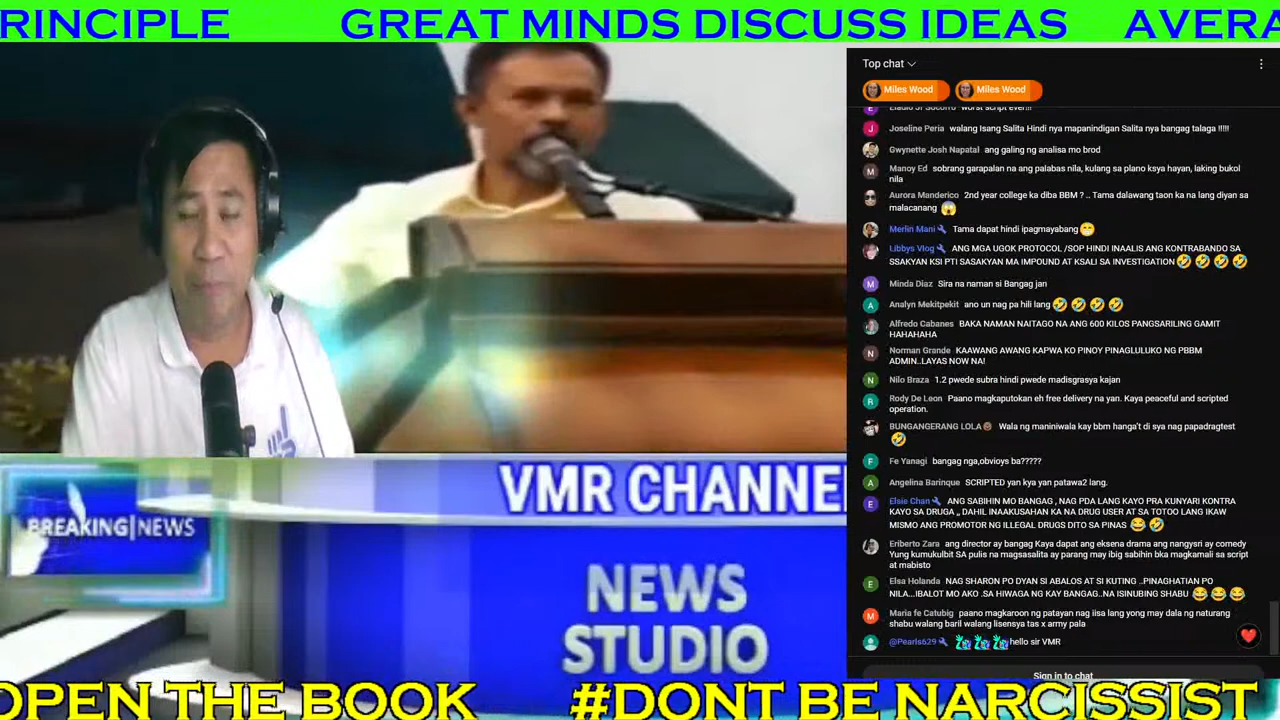 RINCIPLE GREAT MINDS DISCUSS IDEAS AVERA
Top chat
Miles Wood Miles Wood
Eladio Jr Socorro worst script ever!!!
Joseline Peria walang Isang Salita Hindi nya mapanindigan Salita nya bangag talaga !!!!!
Gwynette Josh Napatal ang galing ng analisa mo brod
Manoy Ed sobrang garapalan na ang palabas nila, kulang sa plano ksya hayan, laking bukol
nila
Aurora Manderico 2nd year college ka diba BBM ? .. Tama dalawang taon ka na lang diyan sa
malacanang 😱
Merlin Mani Tama dapat hindi ipagmayabang 😁
Libbys Vlog ANG MGA UGOK PROTOCOL /SOP HINDI INAALIS ANG KONTRABANDO SA
SSAKYAN KSI PTI SASAKYAN MA IMPOUND AT KSALI SA INVESTIGATION 🤣 🤣 🤣 🤣
Minda Diaz Sira na naman si Bangag jan
Analyn Mekitpekit ano un nag pa hili lang 🤣 🤣 🤣 🤣
Alfredo Cabanes BAKA NAMAN NAITAGO NA ANG 600 KILOS PANGSARILING GAMIT
HAHAHAHA
Norman Grande KAAWANG AWANG KAPWA KO PINOY PINAGLULUKO NG PBBM
ADMIN..LAYAS NOW NA!
Nilo Braza 1.2 pwede subra hindi pwede madisgrasya kajan
Rody De Leon Paano magkaputokan eh free delivery na yan. Kaya peaceful and scripted
operation.
BUNGANGERANG LOLA Wala ng maniniwala kay bbm hanga't di sya nag papadragtest
🤣
Fe Yanagi bangag nga,obvioys ba?????
Angelina Barinque SCRIPTED yan kya yan patawa2 lang.
Elsie Chan ANG SABIHIN MO BANGAG , NAG PDA LANG KAYO PRA KUNYARI KONTRA
KAYO SA DRUGA ,, DAHIL INAAKUSAHAN KA NA DRUG USER AT SA TOTOO LANG IKAW
MISMO ANG PROMOTOR NG ILLEGAL DRUGS DITO SA PINAS 😂 🤣
Eriberto Zara ang director ay bangag Kaya dapat ang eksena drama ang nangysri ay comedy
Yung kumukulbit SA pulis na magsasalita ay parang may ibig sabihin bka magkamali sa script
at mabisto
Elsa Holanda NAG SHARON PO DYAN SI ABALOS AT SI KUTING ..PINAGHATIAN PO
NILA...IBALOT MO AKO .SA HIWAGA NG KAY BANGAG..NA ISINUBING SHABU 😂 😂 😂
Maria fe Catubig paano magkaroon ng patayan nag iisa lang yong may dala ng naturang
shabu walang baril walang lisensya tas x army pala
@Pearls629 hello sir VMR
Sign in to chat
VMR CHANNE
BREAKING|NEWS
NEWS
STUDIO
OPEN THE BOOK #DONT BE NARCISSIST